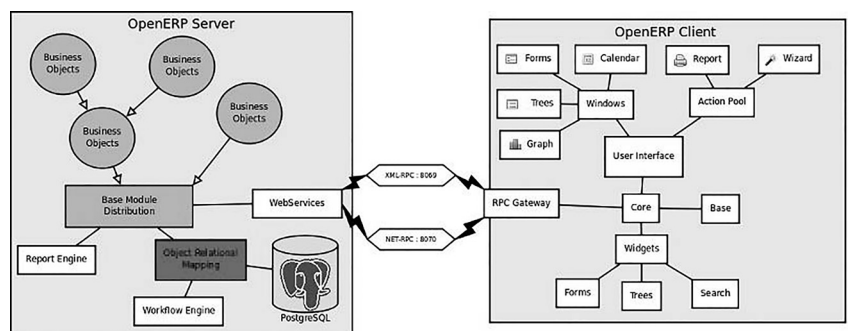 OpenERP Server
Business
Objects
Business
Objects
Business
Objects
Business
Objects
Base Module
Distribution
WebServices
Report Engine
Object Relational
Mapping
Workflow Engine
PostgreSQL
XML-RPC : 8069
NET-RPC : 8070
OpenERP Client
Forms
Calendar
Report
Wizard
Trees
Windows
Action Pool
Graph
User Interface
RPC Gateway
Core
Base
Widgets
Forms
Trees
Search